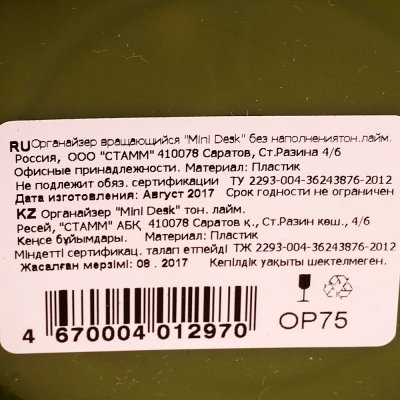 RU Органайзер вращающийся "Mini Desk" без наполнениятон.лайм.
Россия, ООО "СТАММ" 410078 Саратов, Ст.Разина 4/6
Офисные принадлежности. Материал: Пластик
Не подлежит обяз. сертификации ТУ 2293-004-36243876-2012
Дата изготовления: Август 2017 Срок годности не ограничен
KZ Органайзер "Mini Desk" тон. лайм.
Ресей, "СТАММ" АБҚ 410078 Саратов қ., Ст.Разин көш., 4/6
Кеңсе бұйымдары. Материал: Пластик
Міндетті сертификац. талап етпейді ТЖ 2293-004-36243876-2012
Жасалған мерзімі: 08 . 2017 Кепілдік уақыты шектелмеген.
4 670004 012970
ОР75